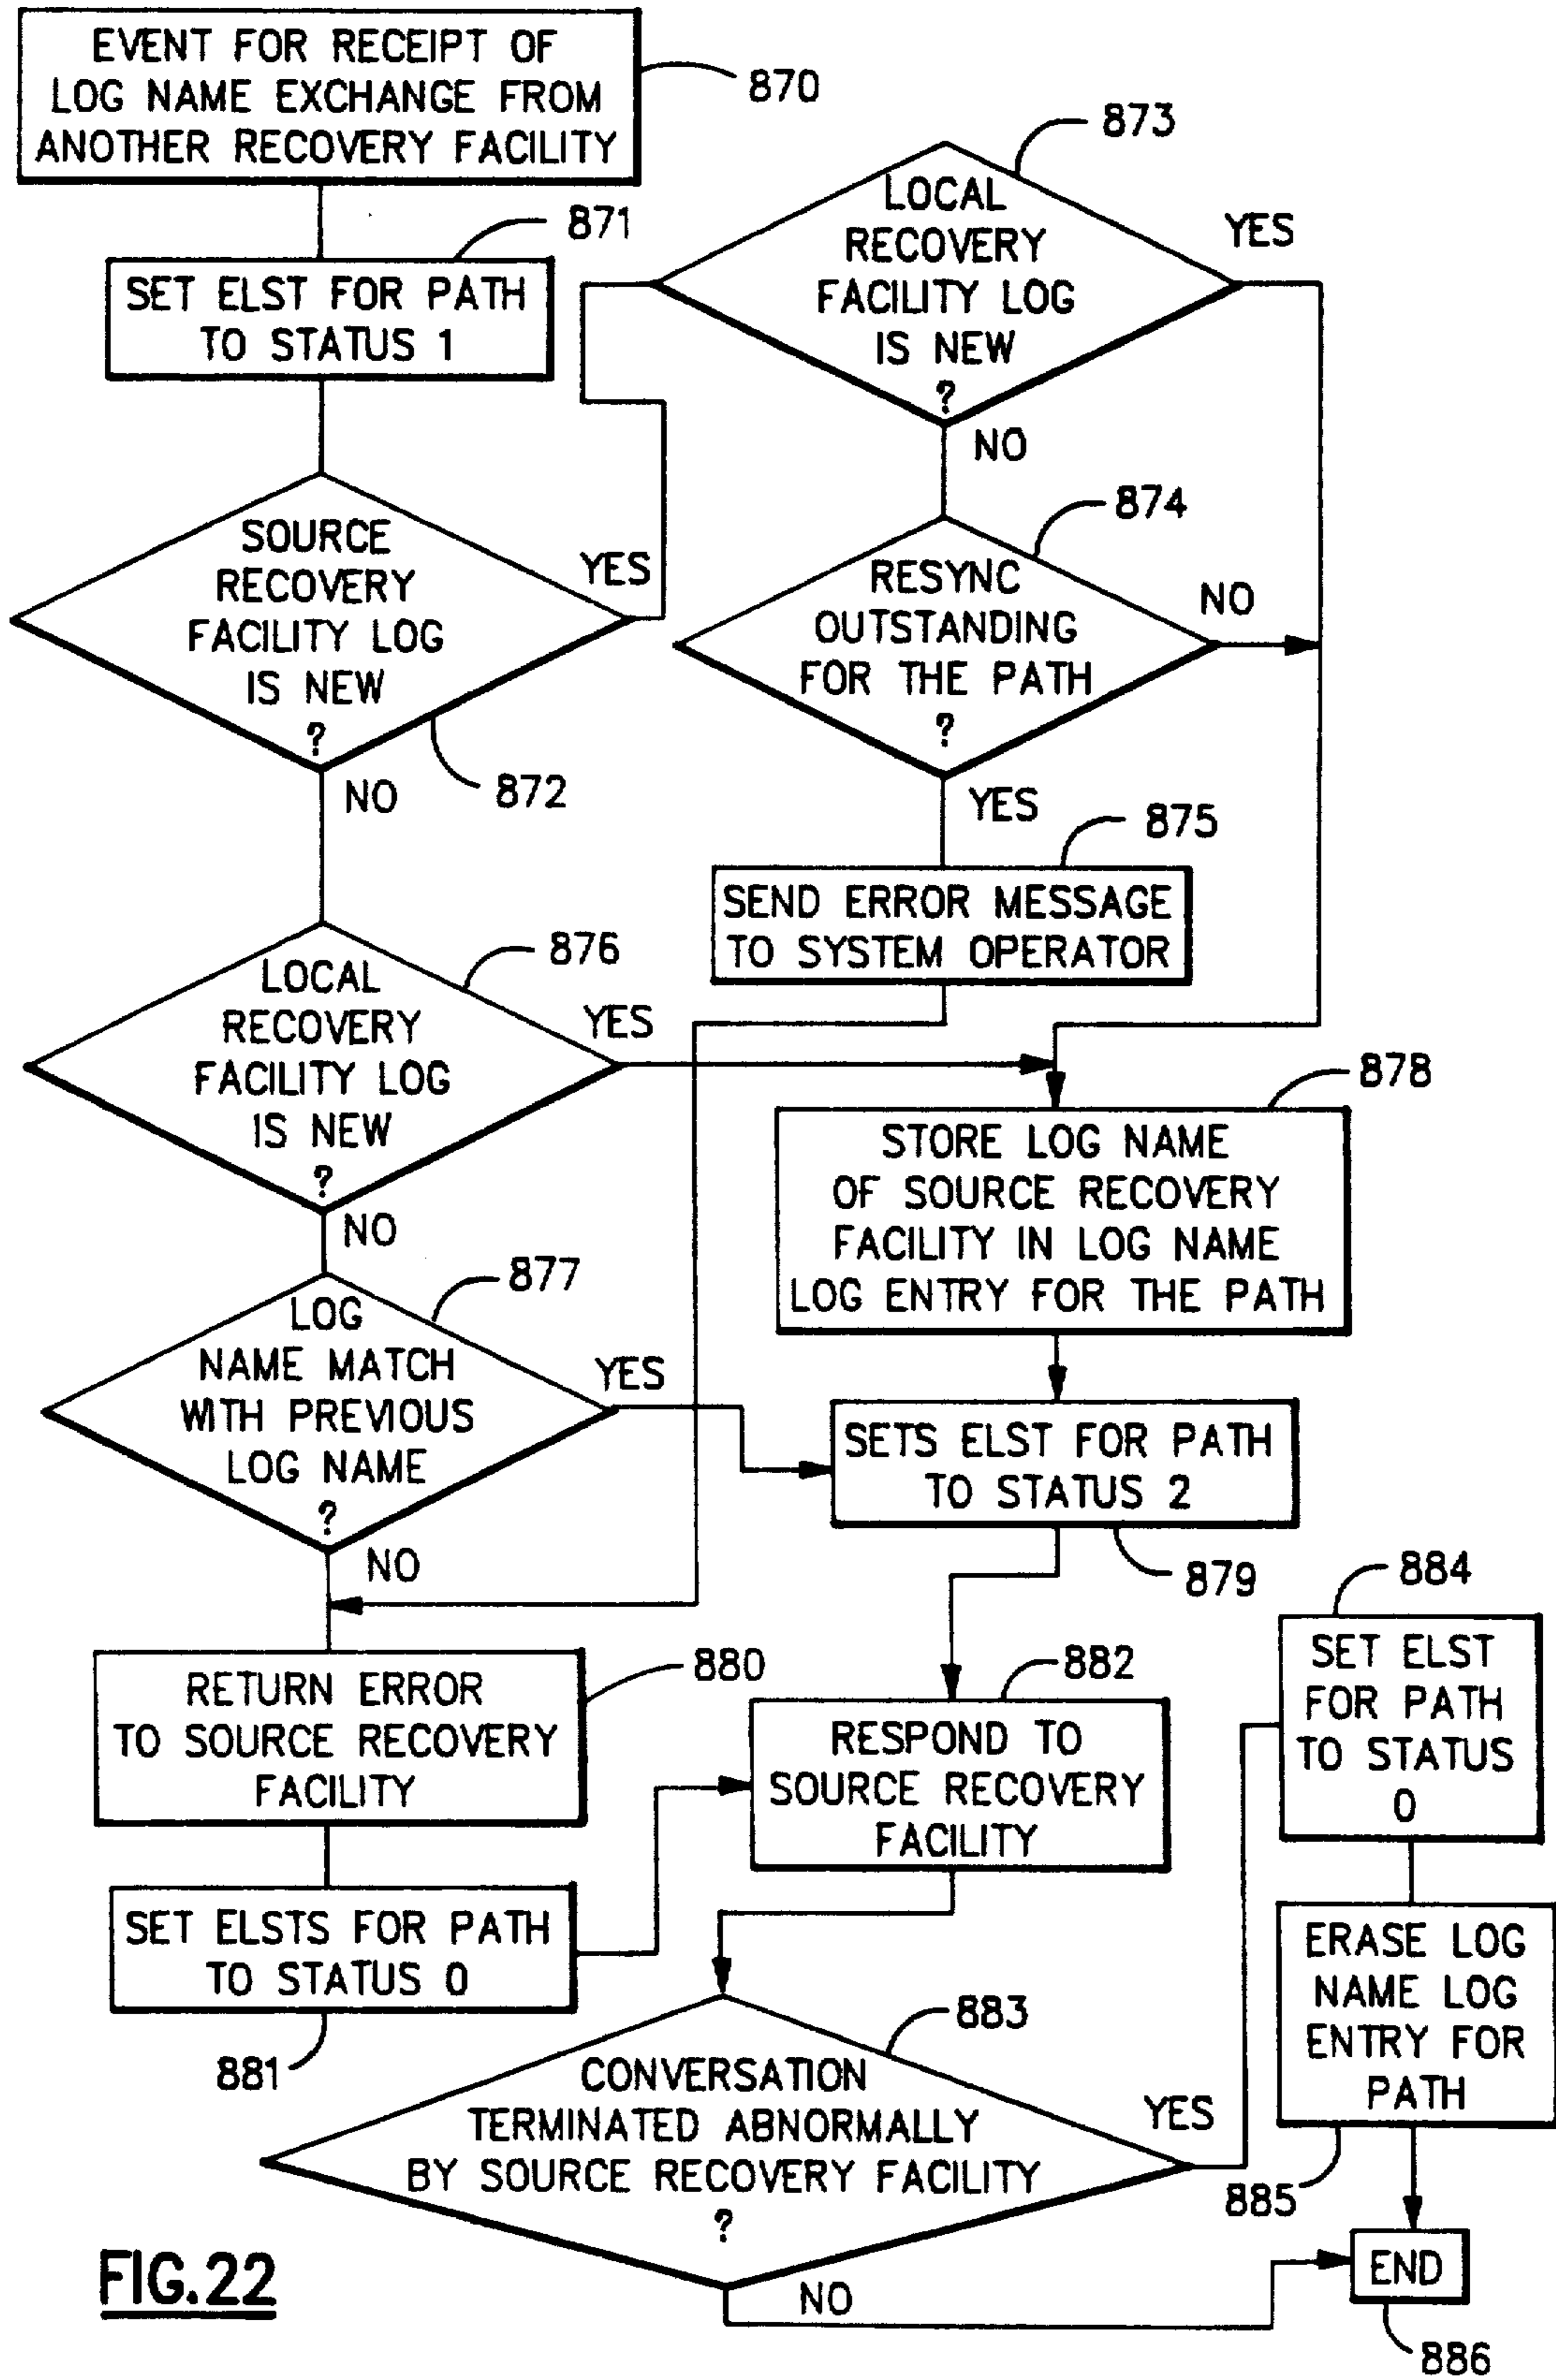 EVENT FOR RECEIPT OF
LOG NAME EXCHANGE FROM
ANOTHER RECOVERY FACILITY
870
871
SET ELST FOR PATH
TO STATUS 1
SOURCE
RECOVERY
FACILITY LOG
IS NEW
?
YES
NO
872
873
LOCAL
RECOVERY
FACILITY LOG
IS NEW
?
YES
NO
874
RESYNC
OUTSTANDING
FOR THE PATH
?
NO
YES
875
SEND ERROR MESSAGE
TO SYSTEM OPERATOR
876
LOCAL
RECOVERY
FACILITY LOG
IS NEW
?
YES
NO
877
LOG
NAME MATCH
WITH PREVIOUS
LOG NAME
?
YES
NO
878
STORE LOG NAME
OF SOURCE RECOVERY
FACILITY IN LOG NAME
LOG ENTRY FOR THE PATH
SETS ELST FOR PATH
TO STATUS 2
879
880
RETURN ERROR
TO SOURCE RECOVERY
FACILITY
SET ELSTS FOR PATH
TO STATUS 0
881
882
RESPOND TO
SOURCE RECOVERY
FACILITY
883
CONVERSATION
TERMINATED ABNORMALLY
BY SOURCE RECOVERY FACILITY
?
YES
NO
884
SET ELST
FOR PATH
TO STATUS
0
ERASE LOG
NAME LOG
ENTRY FOR
PATH
885
END
886
FIG.22